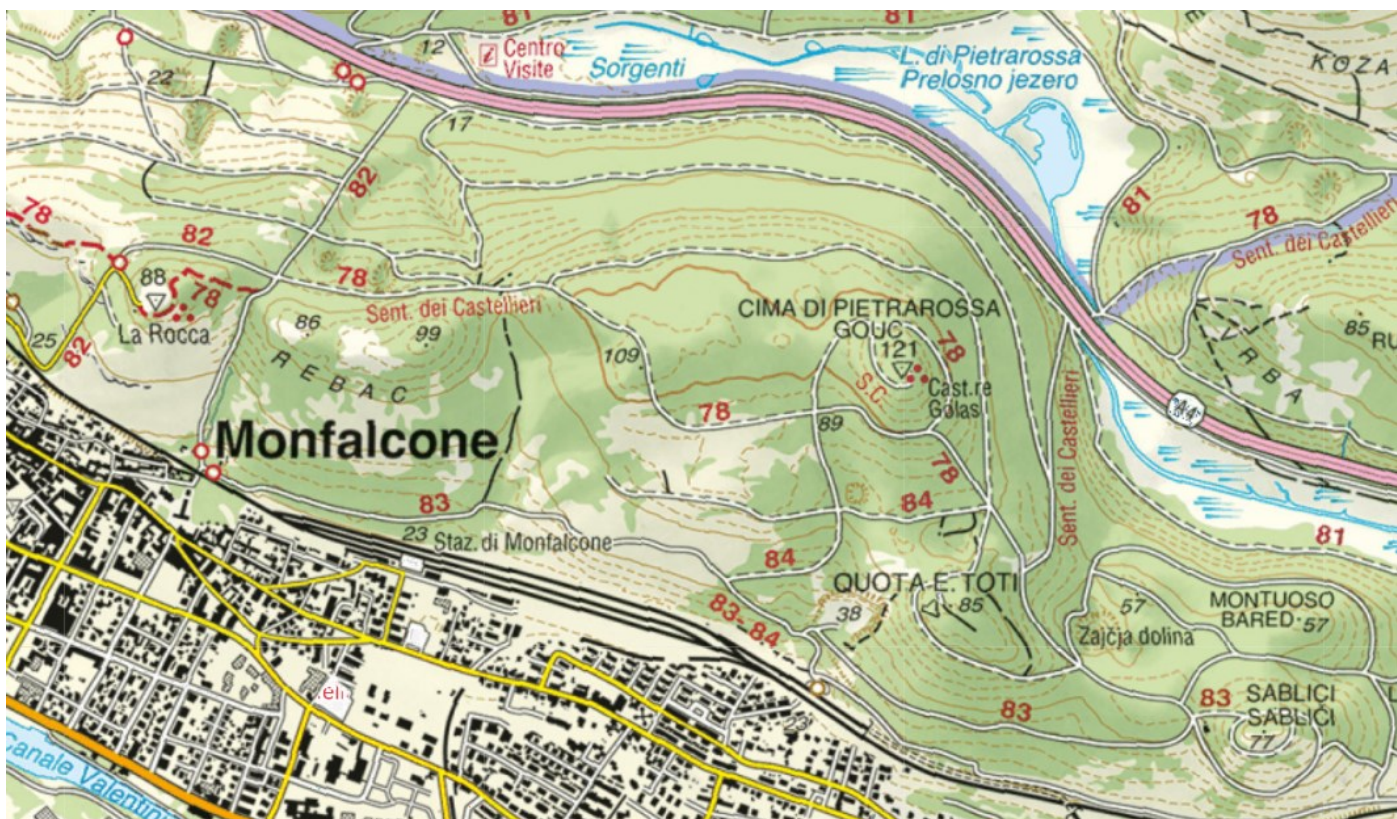 81
81
12
Centro
Visite
Sorgenti
L. di Pietrarossa
Prelosno jezero
KOZA
22
17
82
81
78
Sent. dei Castellieri
78
82
88
78
La Rocca
78
Sent. dei Castellieri
25
82
86
99
REBAC
109
CIMA DI PIETRAROSSA
GOUC
121
78
S.C.
Cast.re
Golas
VRBA
85
RU
A4
78
89
78
Sent. dei Castellieri
Monfalcone
83
84
81
23
Staz. di Monfalcone
84
QUOTA E. TOTI
85
38
83-84
57
MONTUOSO
BARED
57
Zajčja dolina
83
83
SABLICI
SABLIČI
77
23
Canale Valentini